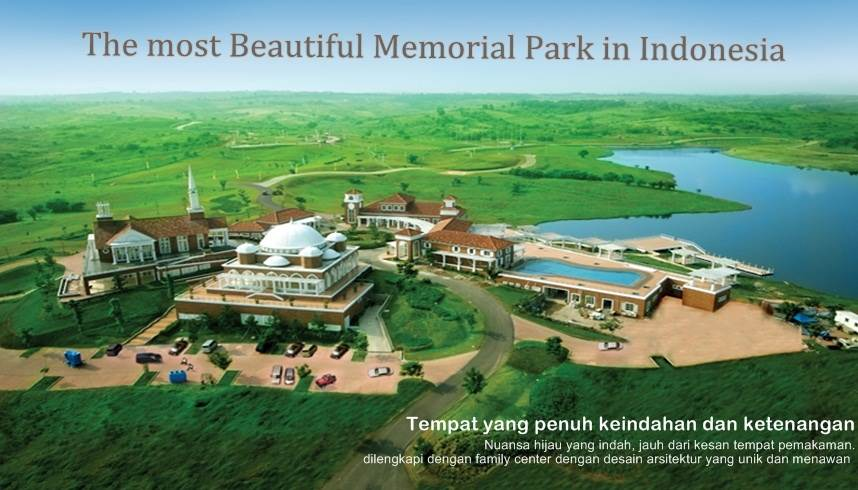 The most Beautiful Memorial Park in Indonesia
Tempat yang penuh keindahan dan ketenangan
Nuansa hijau yang indah, jauh dari kesan tempat pemakaman.
dilengkapi dengan family center dengan desain arsitektur yang unik dan menawan